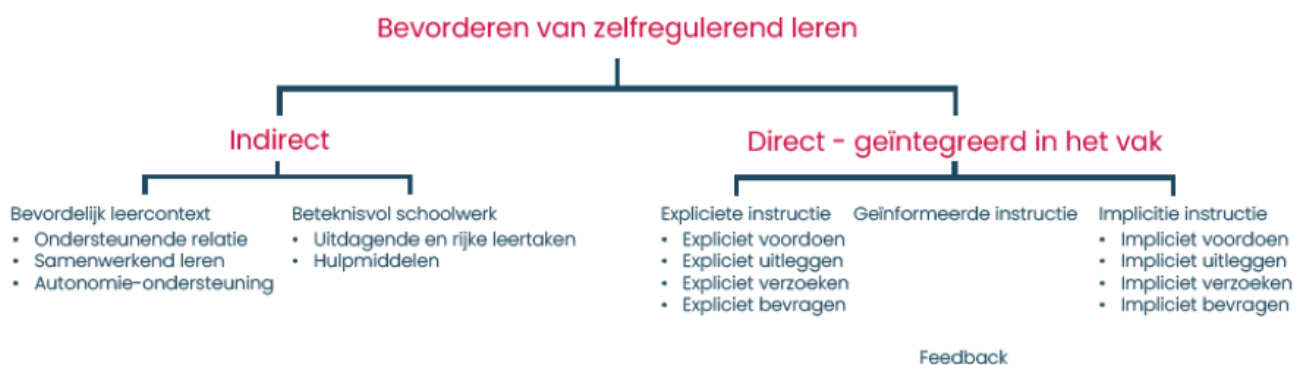 Bevorderen van zelfregulerend leren
Indirect
Direct - geïntegreerd in het vak
Bevordelijk leercontext
• Ondersteunende relatie
• Samenwerkend leren
• Autonomie-ondersteuning
Beteknisvol schoolwerk
• Uitdagende en rijke leertaken
• Hulpmiddelen
Expliciete instructie
• Expliciet voordoen
• Expliciet uitleggen
• Expliciet verzoeken
• Expliciet bevragen
Geïnformeerde instructie
Implicitie instructie
• Impliciet voordoen
• Impliciet uitleggen
• Impliciet verzoeken
• Impliciet bevragen
Feedback